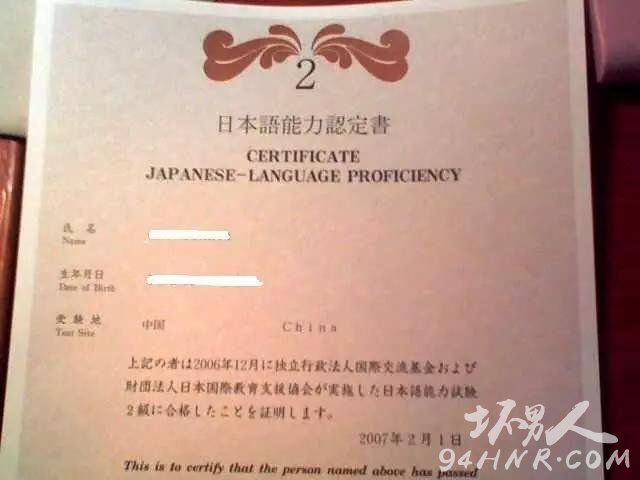 2
日本語能力認定書
CERTIFICATE
JAPANESE-LANGUAGE PROFICIENCY
氏名
Name
生年月日
Date of Birth
受験地
Test Site
中国 China
上記の者は2006年12月に独立行政法人国際交流基金および
財団法人日本国際教育支援協会が実施した日本語能力試験
2級に合格したことを証明します。
2007年2月1日
This is to certify that the person named above has passed
坏男人
94HNR.COM